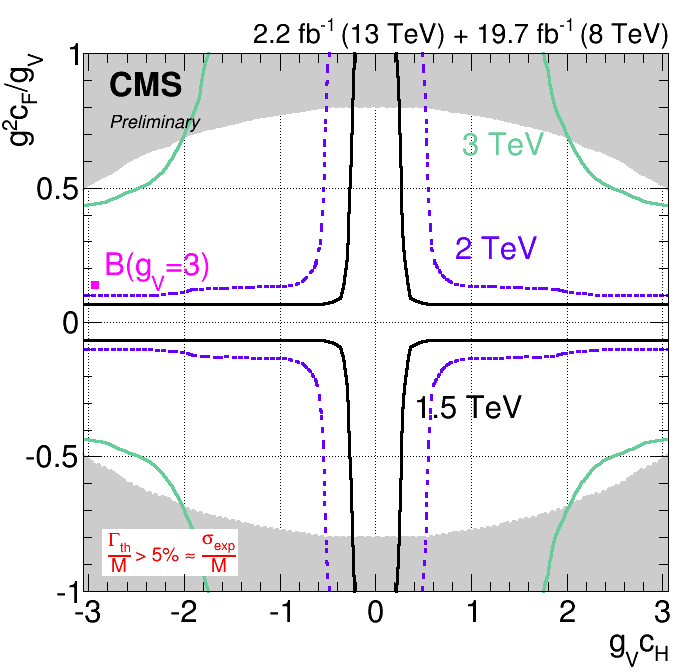 2.2 fb⁻¹ (13 TeV) + 19.7 fb⁻¹ (8 TeV)
g²c_F/g_V
1
CMS
Preliminary
3 TeV
0.5
2 TeV
B(g_V=3)
0
1.5 TeV
-0.5
Γ_th/M > 5% ≈ σ_exp/M
-1
-3 -2 -1 0 1 2 3
g_V c_H